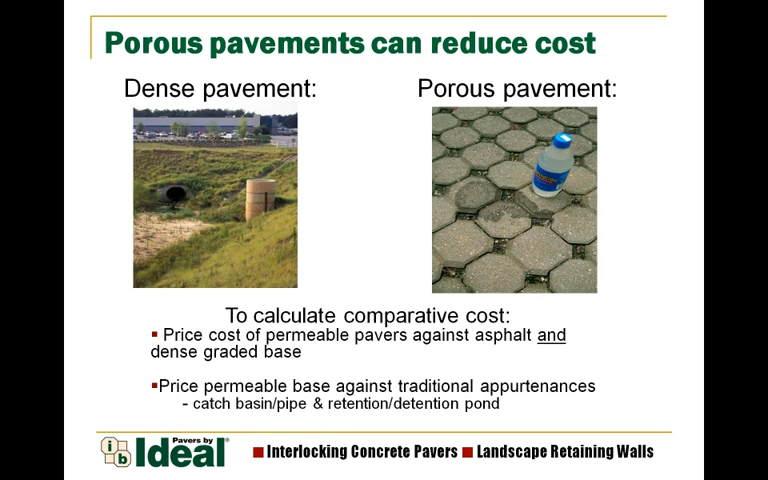 Porous pavements can reduce cost
Dense pavement:
Porous pavement:
To calculate comparative cost:
▪ Price cost of permeable pavers against asphalt and
dense graded base
▪Price permeable base against traditional appurtenances
- catch basin/pipe & retention/detention pond
i b
Pavers by
Ideal®
■ Interlocking Concrete Pavers ■ Landscape Retaining Walls